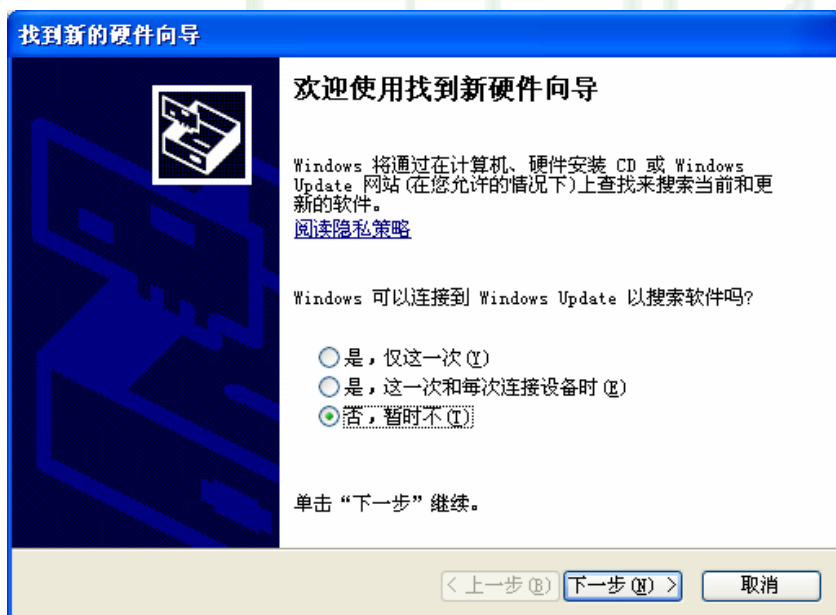 找到新的硬件向导
欢迎使用找到新硬件向导
Windows 将通过在计算机、硬件安装 CD 或 Windows
Update 网站(在您允许的情况下)上查找来搜索当前和更
新的软件。
阅读隐私策略
Windows 可以连接到 Windows Update 以搜索软件吗?
是，仅这一次(Y)
是，这一次和每次连接设备时(E)
否，暂时不(T)
单击“下一步”继续。
< 上一步(B) 下一步(N) > 取消